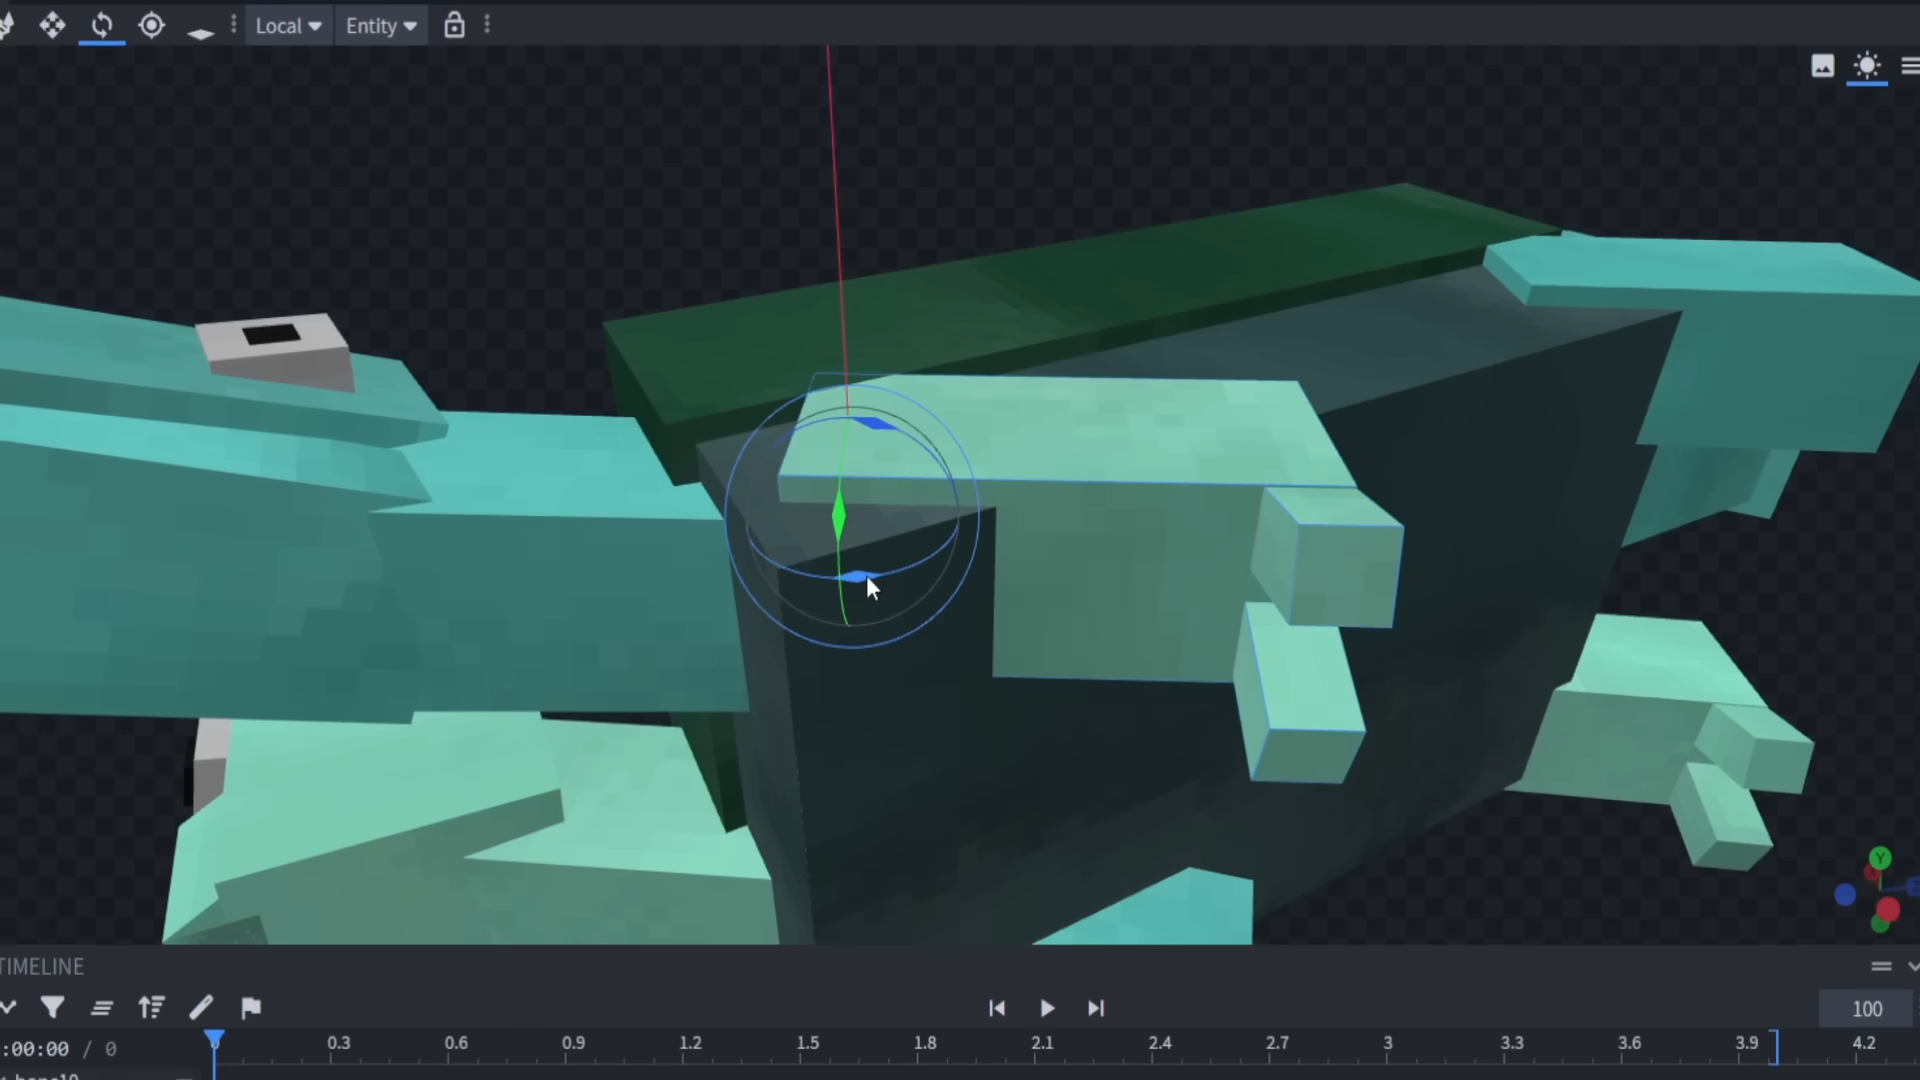 Local Entity
Y
TIMELINE
100
:00:00 / 0
0 0.3 0.6 0.9 1.2 1.5 1.8 2.1 2.4 2.7 3 3.3 3.6 3.9 4.2